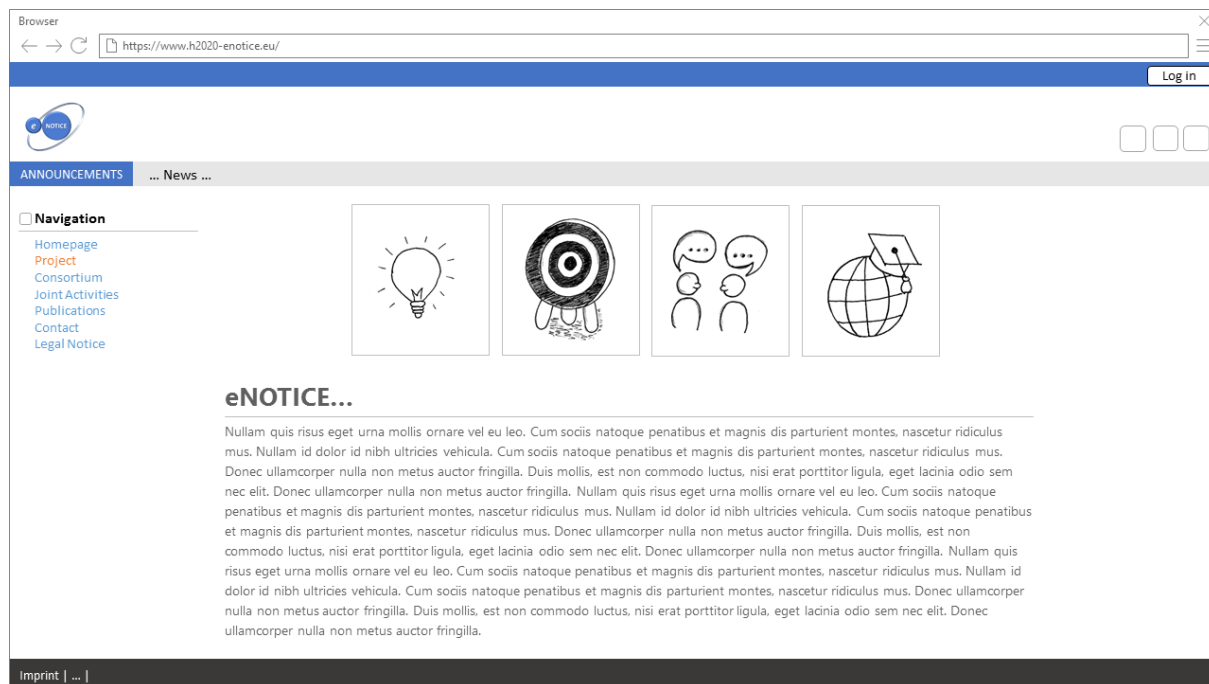 Browser
https://www.h2020-enotice.eu/
Log in
e NOTICE
ANNOUNCEMENTS ... News ...
Navigation
Homepage
Project
Consortium
Joint Activities
Publications
Contact
Legal Notice
eNOTICE...
Nullam quis risus eget urna mollis ornare vel eu leo. Cum sociis natoque penatibus et magnis dis parturient montes, nascetur ridiculus
mus. Nullam id dolor id nibh ultricies vehicula. Cum sociis natoque penatibus et magnis dis parturient montes, nascetur ridiculus mus.
Donec ullamcorper nulla non metus auctor fringilla. Duis mollis, est non commodo luctus, nisi erat porttitor ligula, eget lacinia odio sem
nec elit. Donec ullamcorper nulla non metus auctor fringilla. Nullam quis risus eget urna mollis ornare vel eu leo. Cum sociis natoque
penatibus et magnis dis parturient montes, nascetur ridiculus mus. Nullam id dolor id nibh ultricies vehicula. Cum sociis natoque penatibus
et magnis dis parturient montes, nascetur ridiculus mus. Donec ullamcorper nulla non metus auctor fringilla. Duis mollis, est non
commodo luctus, nisi erat porttitor ligula, eget lacinia odio sem nec elit. Donec ullamcorper nulla non metus auctor fringilla. Nullam quis
risus eget urna mollis ornare vel eu leo. Cum sociis natoque penatibus et magnis dis parturient montes, nascetur ridiculus mus. Nullam id
dolor id nibh ultricies vehicula. Cum sociis natoque penatibus et magnis dis parturient montes, nascetur ridiculus mus. Donec ullamcorper
nulla non metus auctor fringilla. Duis mollis, est non commodo luctus, nisi erat porttitor ligula, eget lacinia odio sem nec elit. Donec
ullamcorper nulla non metus auctor fringilla.
Imprint | ... |